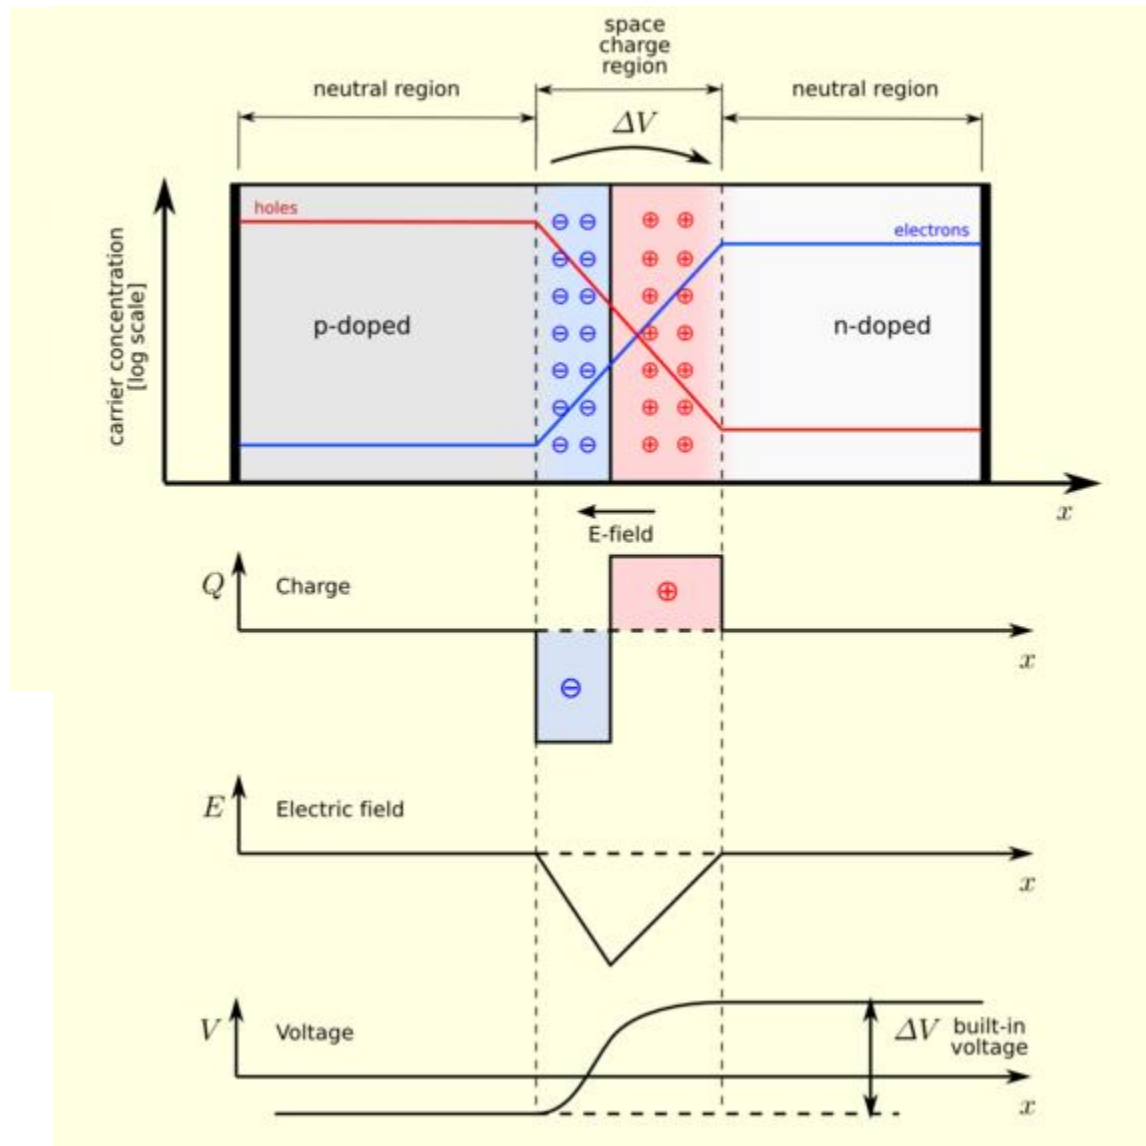 space
charge
region
neutral region
neutral region
ΔV
holes
electrons
carrier concentration
[log scale]
p-doped
n-doped
⊖ ⊖ ⊕ ⊕
⊖ ⊖ ⊕ ⊕
⊖ ⊖ ⊕ ⊕
⊖ ⊖ ⊕ ⊕
⊖ ⊖ ⊕ ⊕
⊖ ⊖ ⊕ ⊕
⊖ ⊖ ⊕ ⊕
x
E-field
Q
Charge
⊕
x
⊖
E
Electric field
x
V
Voltage
ΔV
built-in
voltage
x